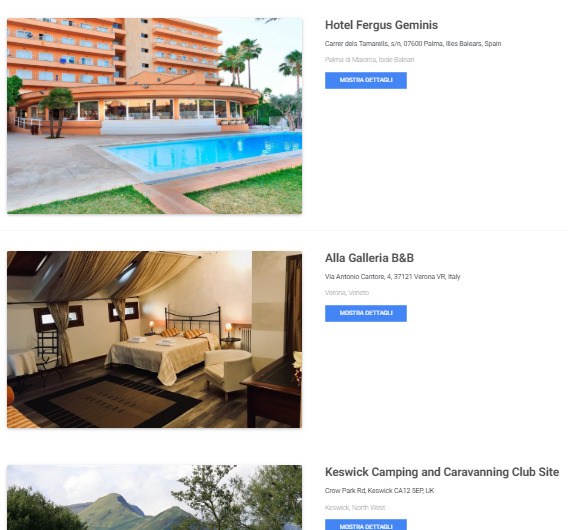 Hotel Fergus Geminis
Carrer dels Tamarells, s/n, 07600 Palma, Illes Balears, Spain
Palma di Maiorca, Isole Baleari
MOSTRA DETTAGLI
Alla Galleria B&B
Via Antonio Cantore, 4, 37121 Verona VR, Italy
Verona, Veneto
MOSTRA DETTAGLI
Keswick Camping and Caravanning Club Site
Crow Park Rd, Keswick CA12 5EP, UK
Keswick, North West
MOSTRA DETTAGLI